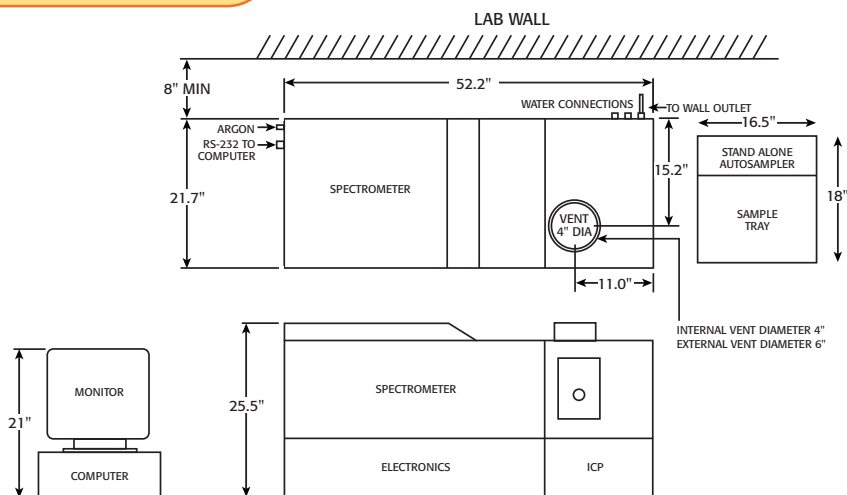 LAB WALL
8" MIN
52.2"
WATER CONNECTIONS
TO WALL OUTLET
ARGON
RS-232 TO
COMPUTER
16.5"
STAND ALONE
AUTOSAMPLER
15.2"
21.7"
SPECTROMETER
VENT
4" DIA
SAMPLE
TRAY
18"
11.0"
INTERNAL VENT DIAMETER 4"
EXTERNAL VENT DIAMETER 6"
21"
MONITOR
COMPUTER
25.5"
SPECTROMETER
ELECTRONICS
ICP